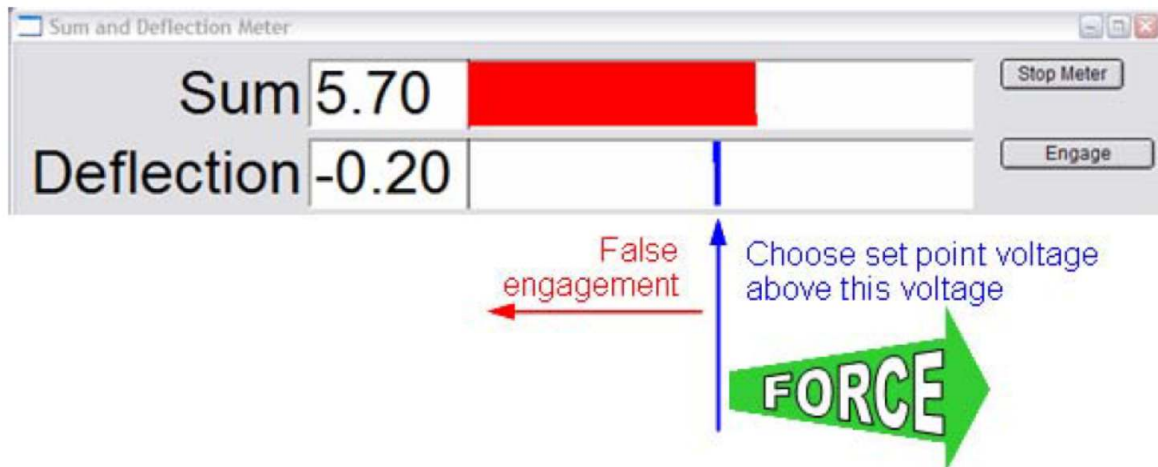 Sum and Deflection Meter
Sum 5.70
Stop Meter
Deflection -0.20
Engage
False
engagement
Choose set point voltage
above this voltage
FORCE